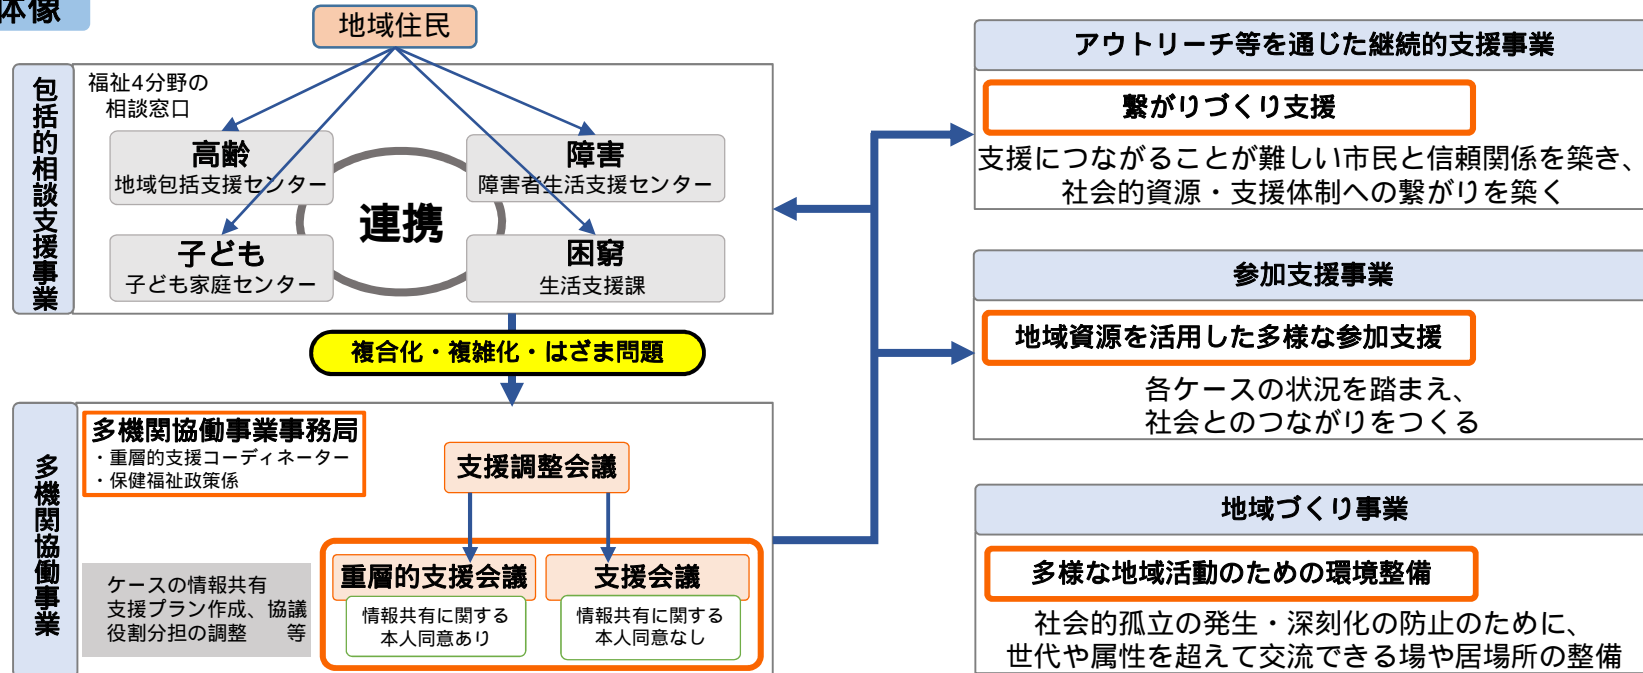 体像
地域住民
包括的相談支援事業
福祉4分野の
相談窓口
高齢
地域包括支援センター
障害
障害者生活支援センター
連携
子ども
子ども家庭センター
困窮
生活支援課
複合化・複雑化・はざま問題
多機関協働事業
多機関協働事業事務局
・重層的支援コーディネーター
・保健福祉政策係
支援調整会議
ケースの情報共有
支援プラン作成、協議
役割分担の調整　　等
重層的支援会議
情報共有に関する
本人同意あり
支援会議
情報共有に関する
本人同意なし
アウトリーチ等を通じた継続的支援事業
繋がりづくり支援
支援につながることが難しい市民と信頼関係を築き、
社会的資源・支援体制への繋がりを築く
参加支援事業
地域資源を活用した多様な参加支援
各ケースの状況を踏まえ、
社会とのつながりをつくる
地域づくり事業
多様な地域活動のための環境整備
社会的孤立の発生・深刻化の防止のために、
世代や属性を超えて交流できる場や居場所の整備